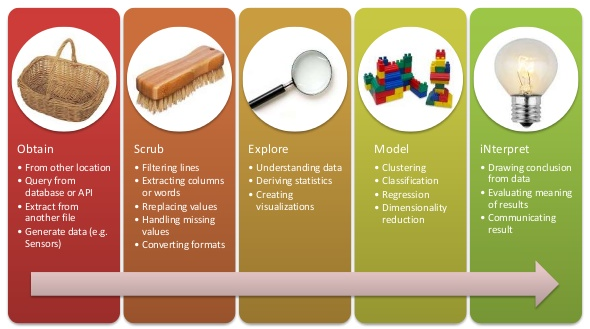 Obtain
• From other location
• Query from
database or API
• Extract from
another file
• Generate data (e.g.
Sensors)
Scrub
• Filtering lines
• Extracting columns
or words
• Rreplacing values
• Handling missing
values
• Converting formats
Explore
• Understanding data
• Deriving statistics
• Creating
visualizations
Model
• Clustering
• Classification
• Regression
• Dimensionality
reduction
iNterpret
• Drawing conclusion
from data
• Evaluating meaning
of results
• Communicating
result